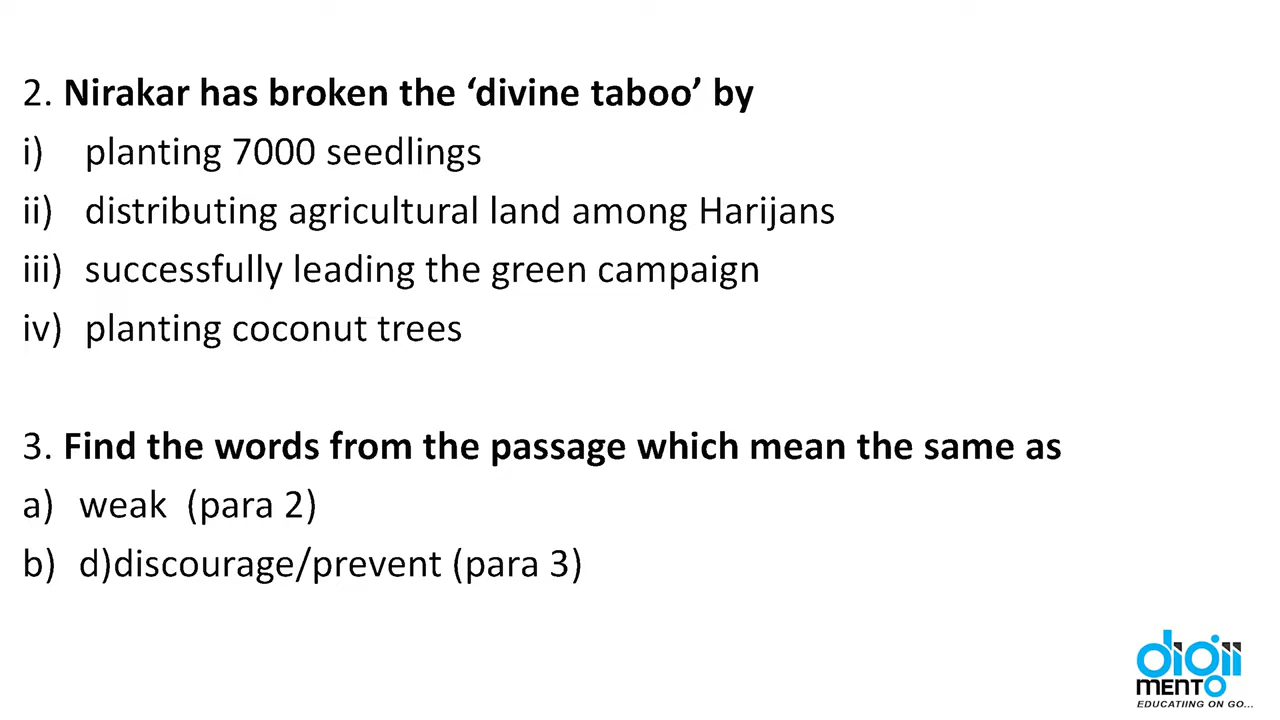 2. Nirakar has broken the ‘divine taboo’ by
i) planting 7000 seedlings
ii) distributing agricultural land among Harijans
iii) successfully leading the green campaign
iv) planting coconut trees
3. Find the words from the passage which mean the same as
a) weak (para 2)
b) d)discourage/prevent (para 3)
digii
MENTO
EDUCATIING ON GO...